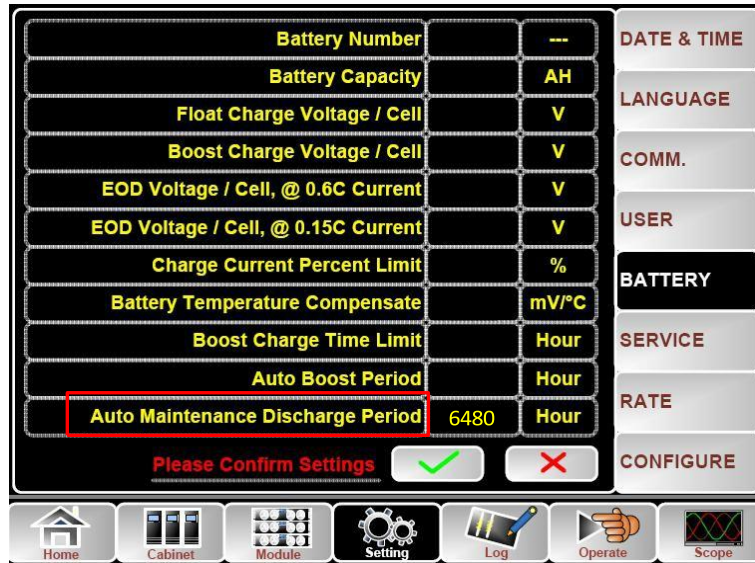 Battery Number ---
Battery Capacity AH
Float Charge Voltage / Cell V
Boost Charge Voltage / Cell V
EOD Voltage / Cell, @ 0.6C Current V
EOD Voltage / Cell, @ 0.15C Current V
Charge Current Percent Limit %
Battery Temperature Compensate mV/°C
Boost Charge Time Limit Hour
Auto Boost Period Hour
Auto Maintenance Discharge Period 6480 Hour
Please Confirm Settings
DATE & TIME
LANGUAGE
COMM.
USER
BATTERY
SERVICE
RATE
CONFIGURE
Home Cabinet Module Setting Log Operate Scope